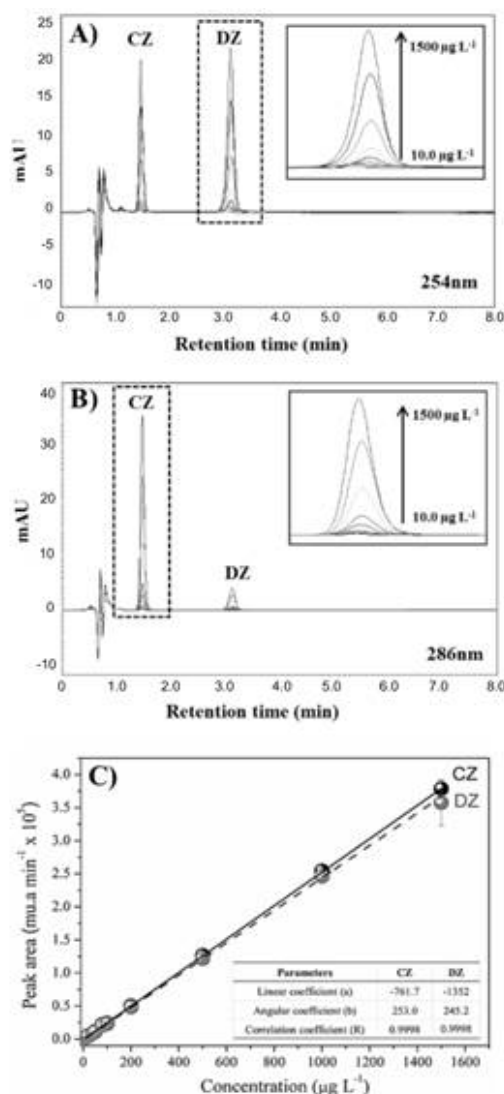 A)
CZ
DZ
1500 µg L⁻¹
10.0 µg L⁻¹
25
20
15
10
5
0
-5
-10
mAU
254nm
0 1.0 2.0 3.0 4.0 5.0 6.0 7.0 8.0
Retention time (min)
B)
CZ
DZ
1500 µg L⁻¹
10.0 µg L⁻¹
40
30
20
10
0
-10
mAU
286nm
0 1.0 2.0 3.0 4.0 5.0 6.0 7.0 8.0
Retention time (min)
C)
CZ
DZ
4.0
3.5
3.0
2.5
2.0
1.5
1.0
0.5
0.0
Peak area (mu.a min⁻¹ x 10⁵)
Parameters CZ DZ
Linear coefficient (a) -761.7 -1352
Angular coefficient (b) 253.0 245.2
Correlation coefficient (R) 0.9998 0.9998
0 200 400 600 800 1000 1200 1400 1600
Concentration (µg L⁻¹)